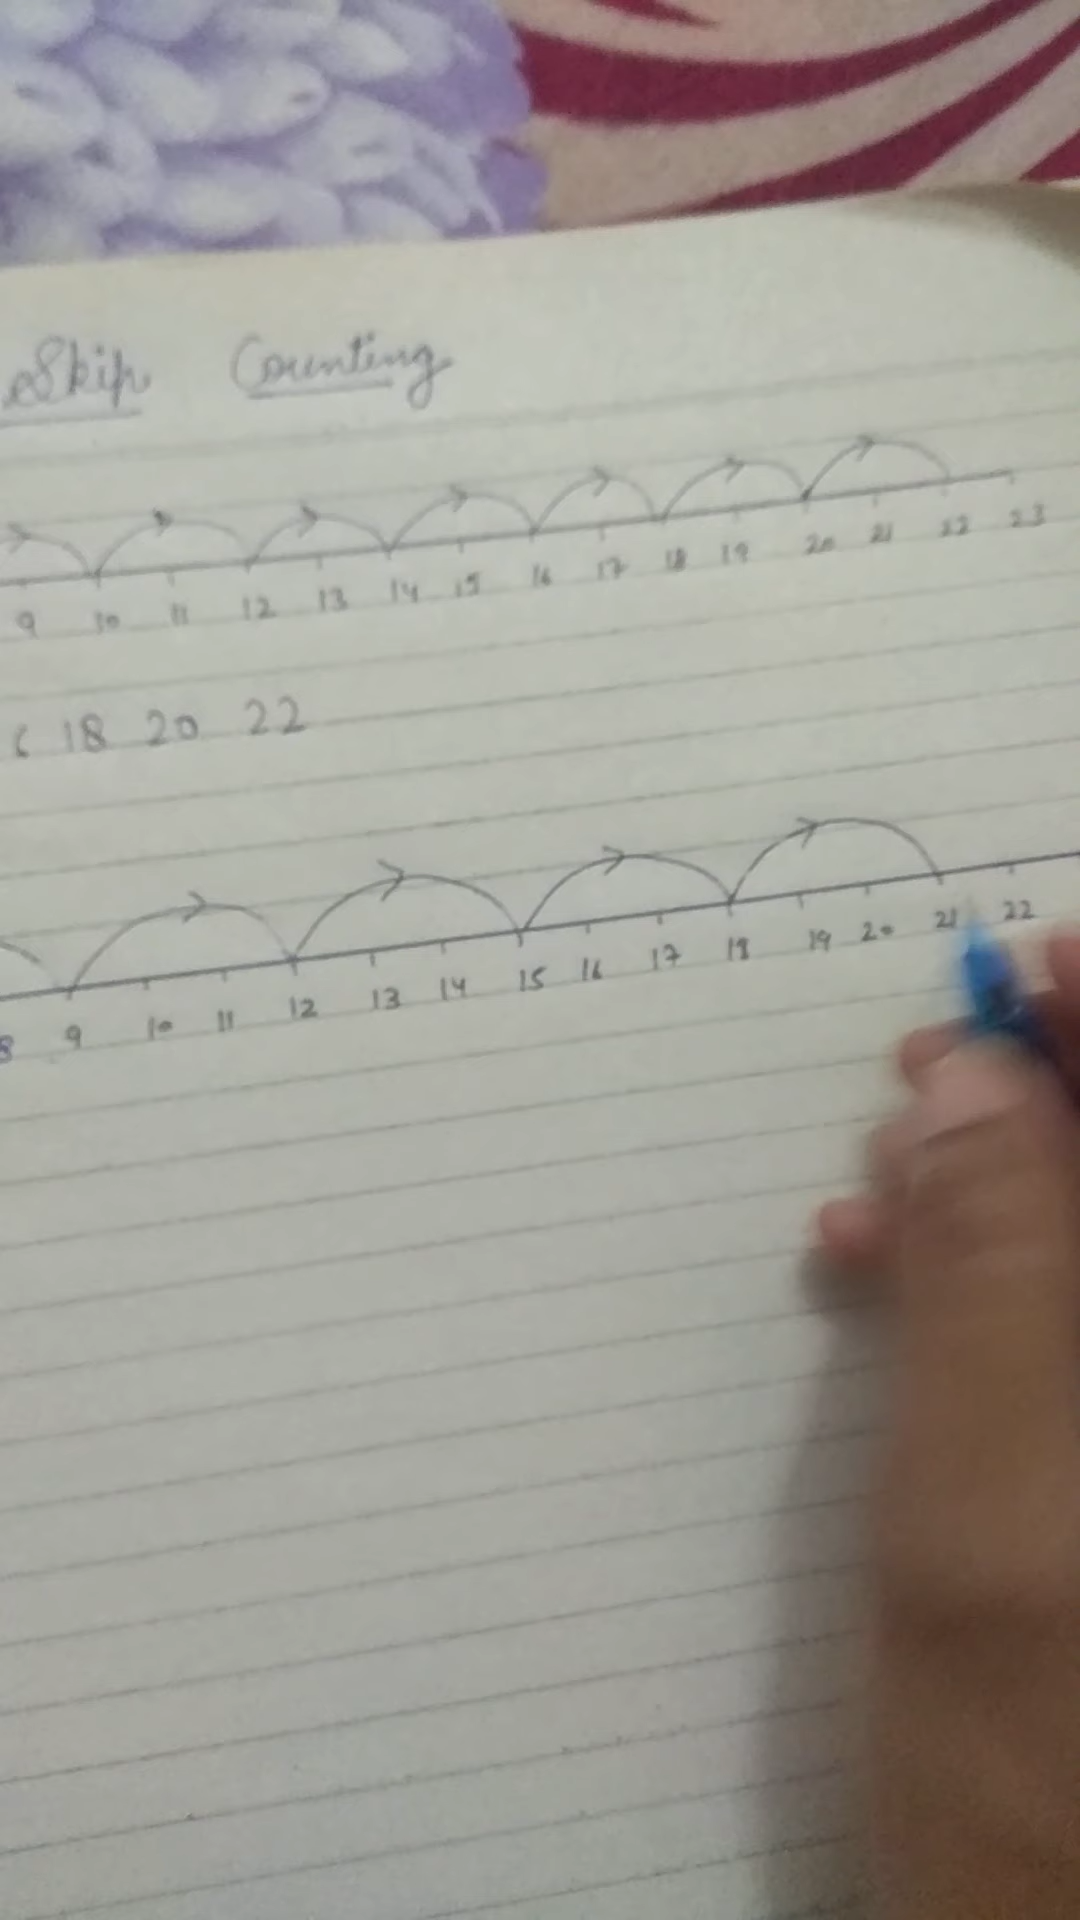 Skip Counting
9 10 11 12 13 14 15 16 17 18 19 20 21 22 23
18 20 22
8 9 10 11 12 13 14 15 16 17 18 19 20 21 22